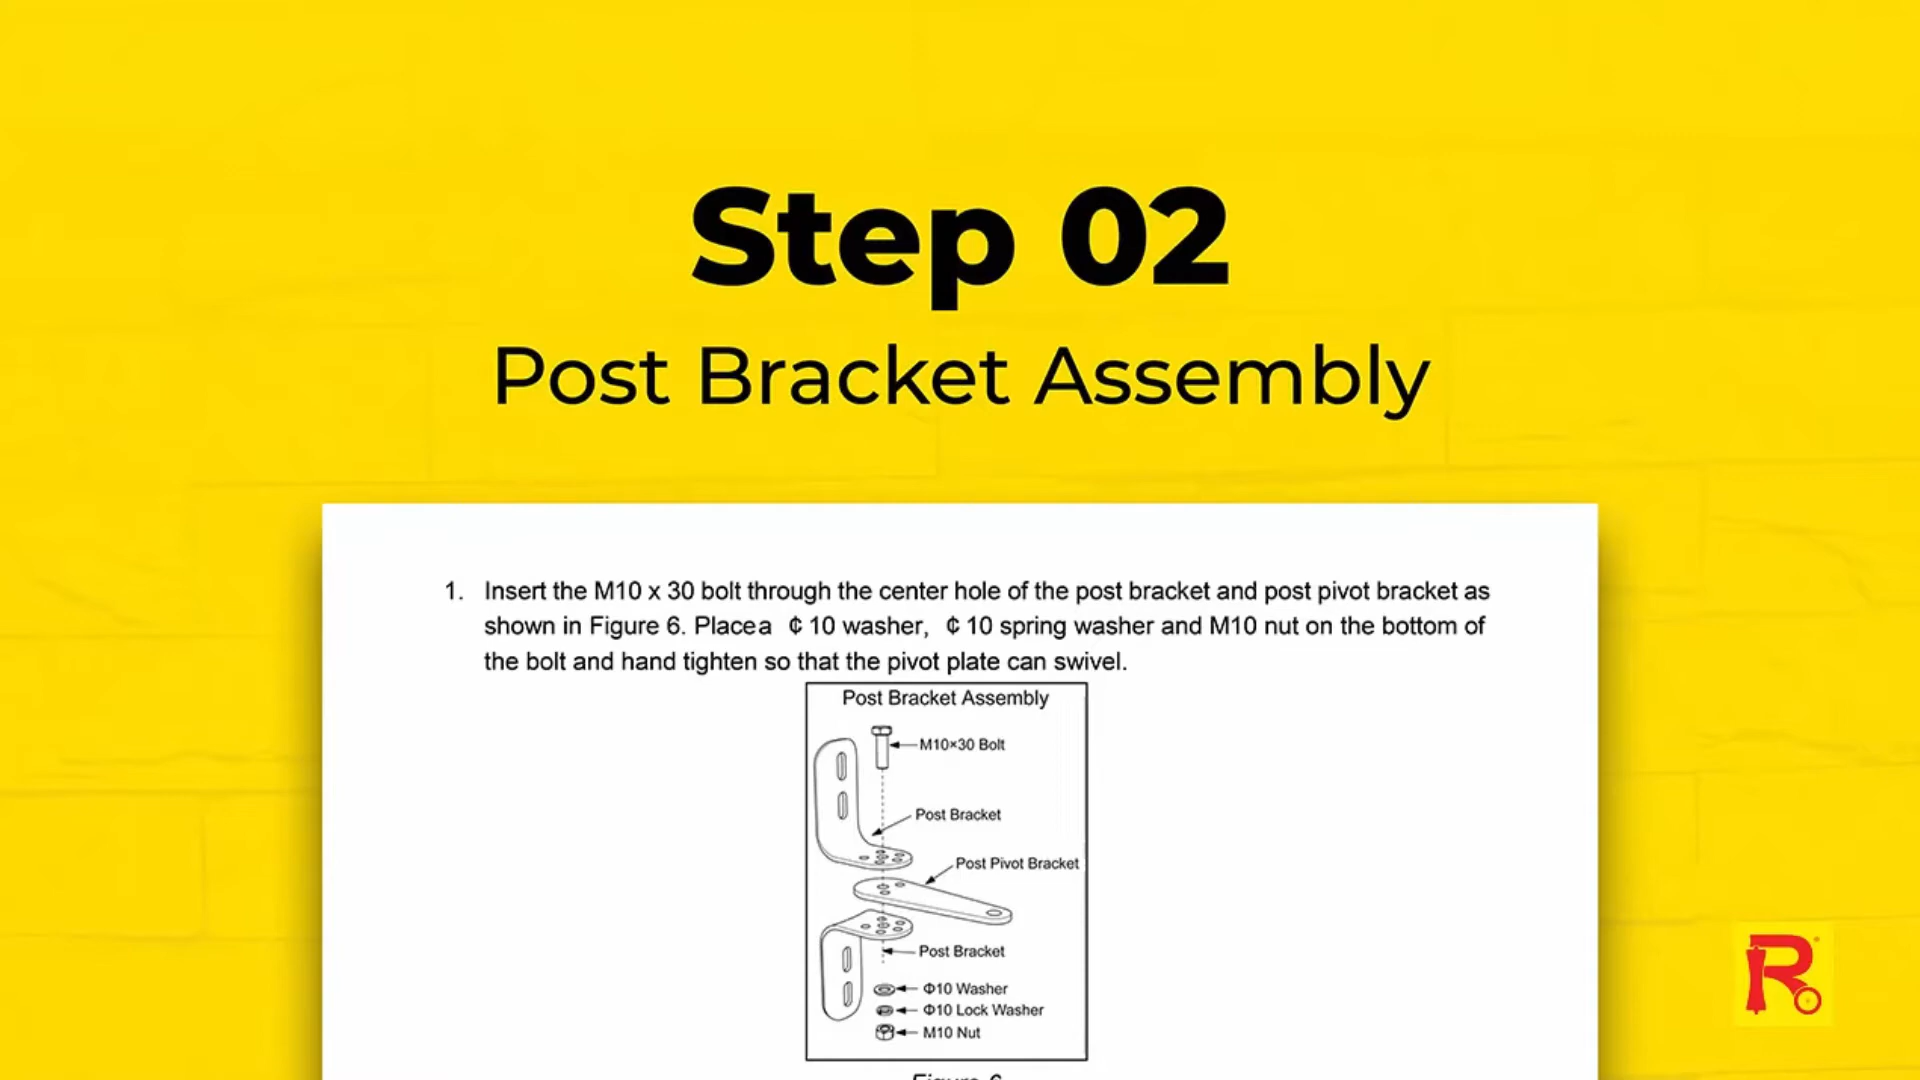 Step 02
Post Bracket Assembly
1. Insert the M10 x 30 bolt through the center hole of the post bracket and post pivot bracket as
shown in Figure 6. Place a ¢ 10 washer, ¢ 10 spring washer and M10 nut on the bottom of
the bolt and hand tighten so that the pivot plate can swivel.
Post Bracket Assembly
M10×30 Bolt
Post Bracket
Post Pivot Bracket
Post Bracket
Φ10 Washer
Φ10 Lock Washer
M10 Nut
Figure 6
R